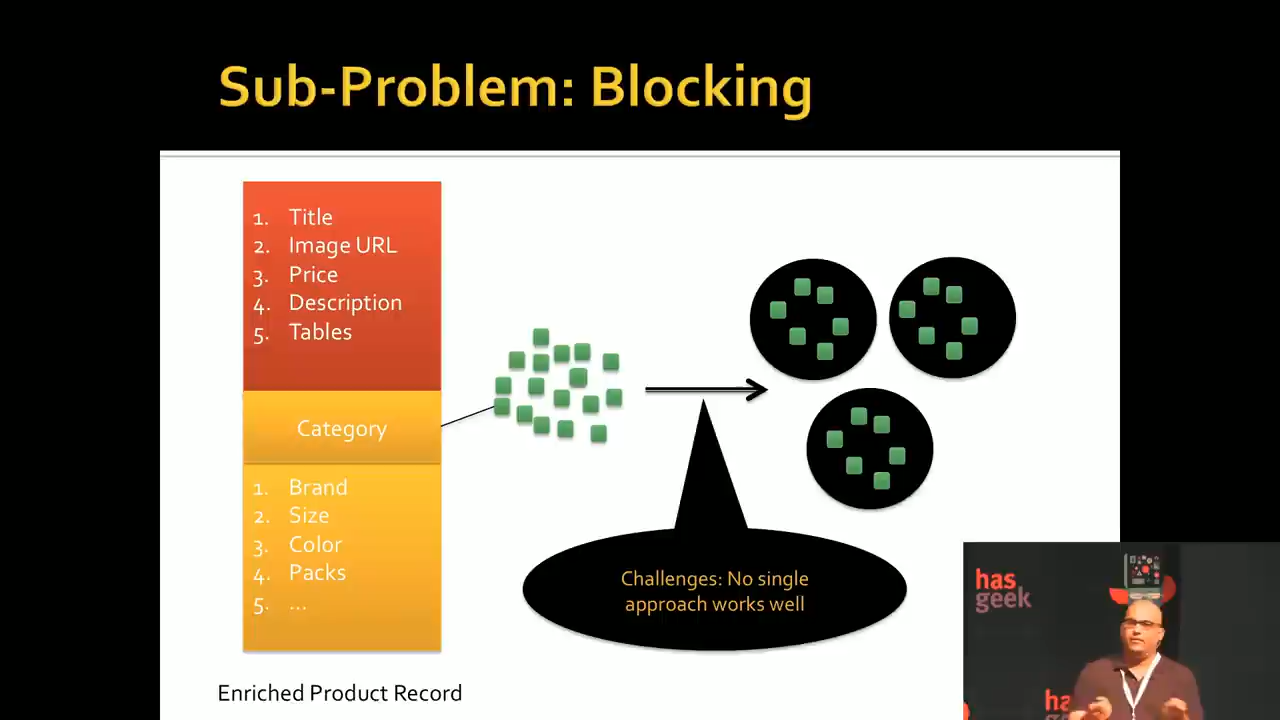 Sub-Problem: Blocking
1. Title
2. Image URL
3. Price
4. Description
5. Tables
Category
1. Brand
2. Size
3. Color
4. Packs
5. ...
Enriched Product Record
Challenges: No single
approach works well
has
geek
ha